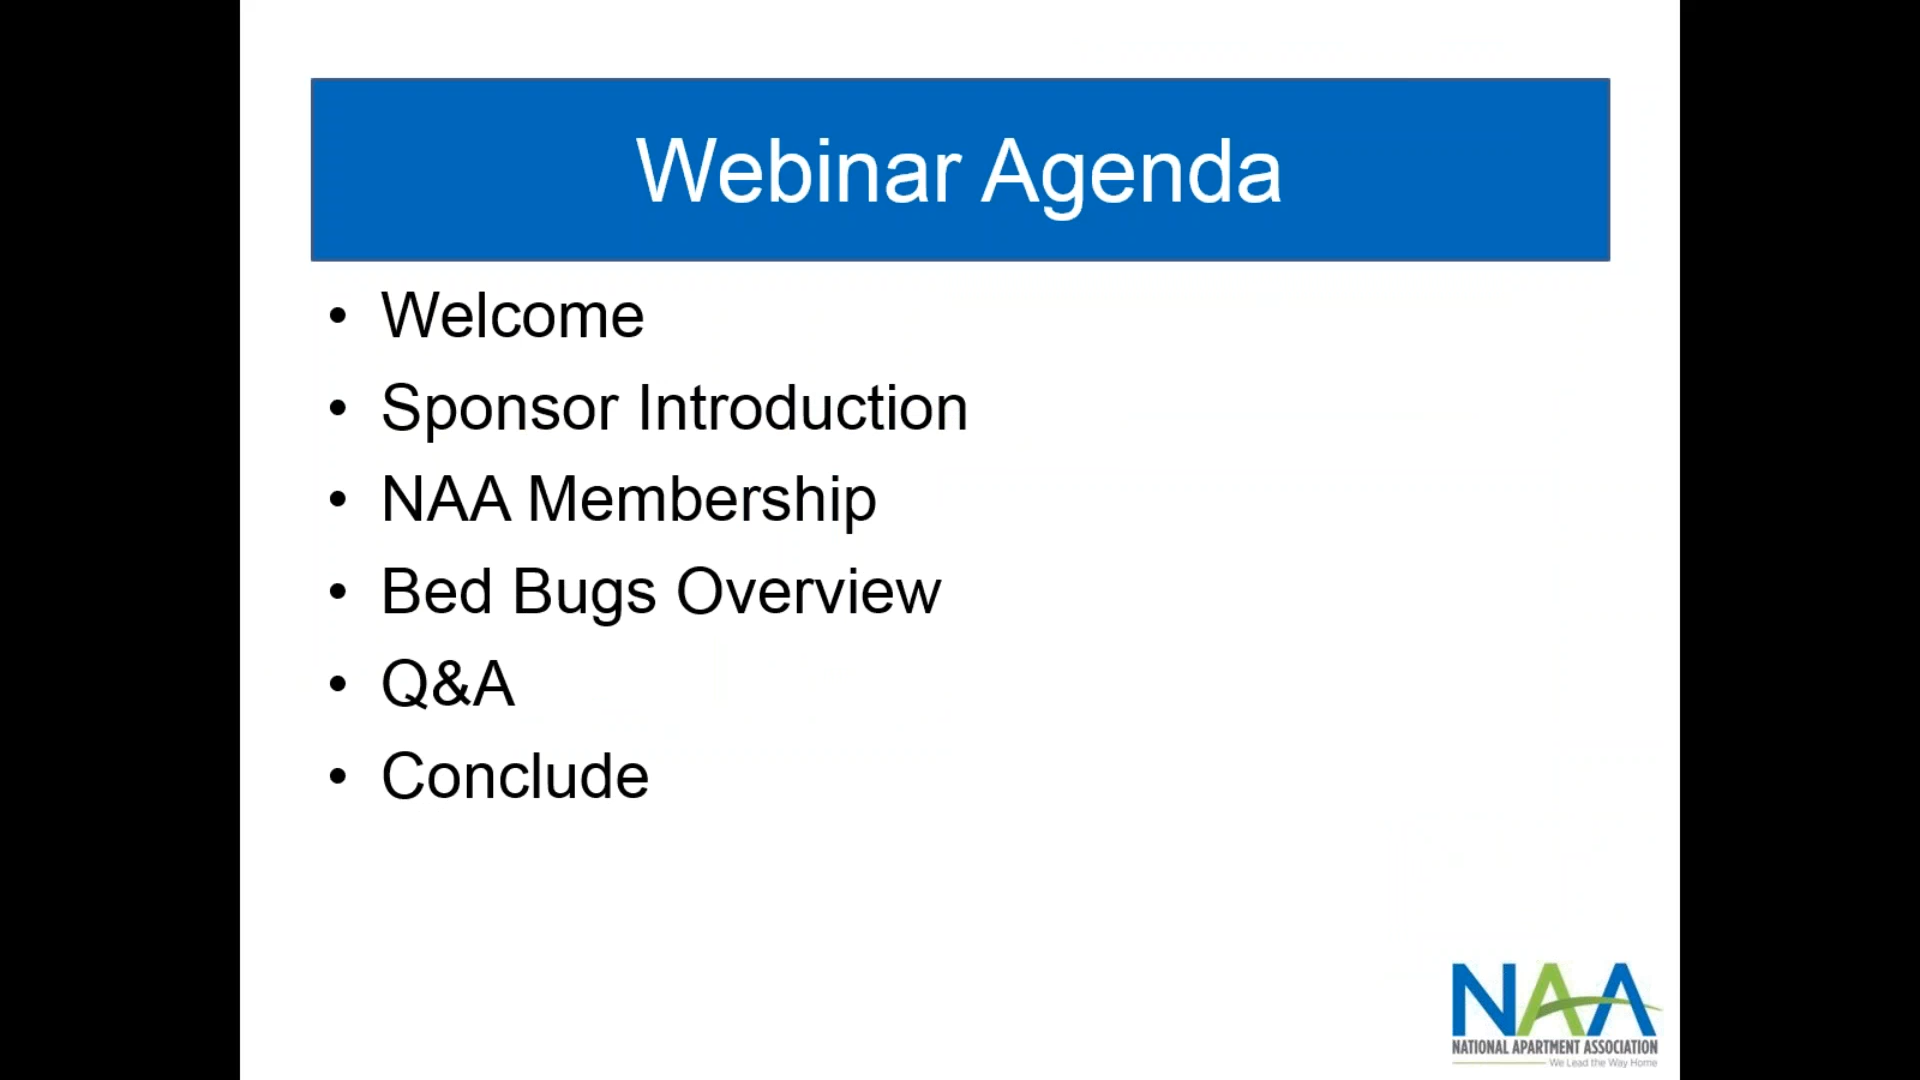 Webinar Agenda
• Welcome
• Sponsor Introduction
• NAA Membership
• Bed Bugs Overview
• Q&A
• Conclude
NAA
NATIONAL APARTMENT ASSOCIATION
We Lead the Way Home